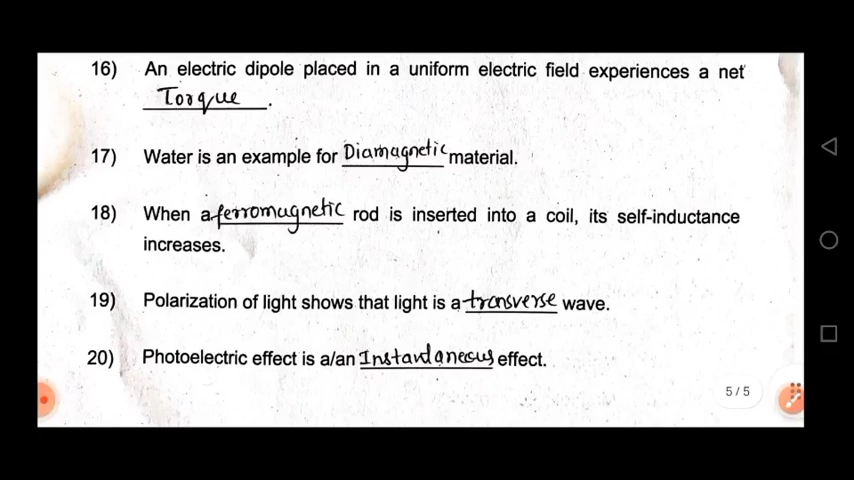 16) An electric dipole placed in a uniform electric field experiences a net
Torque.
17) Water is an example for Diamagnetic material.
18) When a ferromagnetic rod is inserted into a coil, its self-inductance
increases.
19) Polarization of light shows that light is a transverse wave.
20) Photoelectric effect is a/an Instantaneous effect.
5 / 5